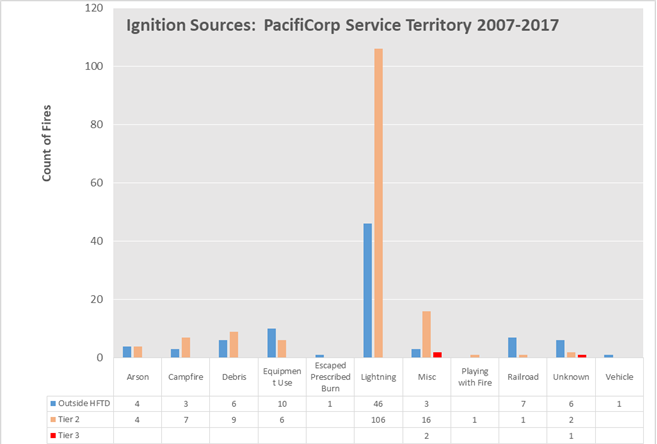 Ignition Sources: PacifiCorp Service Territory 2007-2017
Count of Fires
120
100
80
60
40
20
0
Arson Campfire Debris Equipmen t Use Escaped Prescribed Burn Lightning Misc Playing with Fire Railroad Unknown Vehicle
Outside HFTD 4 3 6 10 1 46 3 7 6 1
Tier 2 4 7 9 6 106 16 1 1 2
Tier 3 2 1